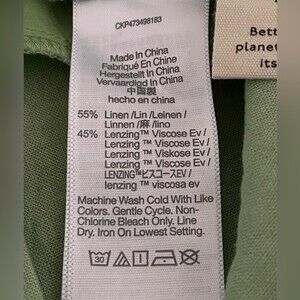 CKP473498183
Made In China
Fabriqué En Chine
Hergestellt In China
Vervaardigd In China
中国製
hecho en china
55% Linen /Lin /Leinen /
Linnen /麻 /lino
45% Lenzing™ Viscose Ev /
Lenzing ™ Viscose Ev /
Lenzing ™ Viskose Ev /
Lenzing ™ Viscose Ev /
LENZING™ビスコースEV /
lenzing ™ viscosa ev
Machine Wash Cold With Like
Colors. Gentle Cycle. Non-
Chlorine Bleach Only. Line
Dry. Iron On Lowest Setting.
30
Bett
planet
its